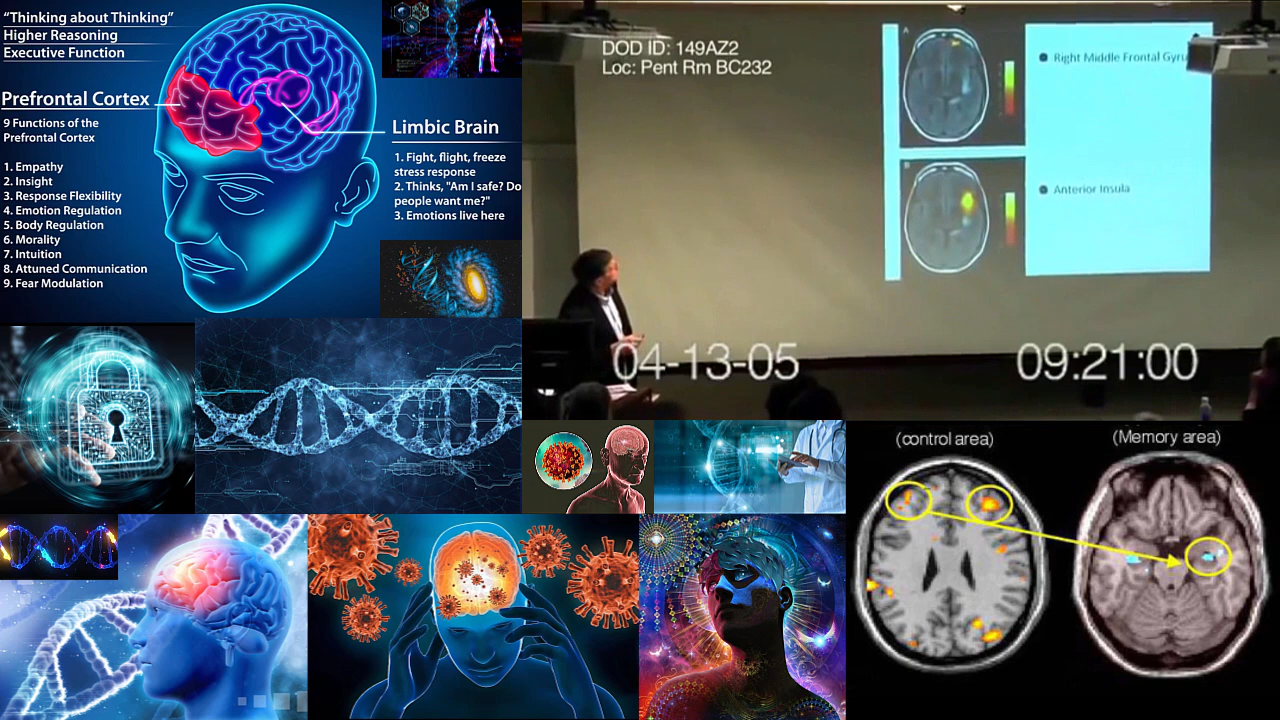 “Thinking about Thinking”
Higher Reasoning
Executive Function
Prefrontal Cortex
9 Functions of the
Prefrontal Cortex
1. Empathy
2. Insight
3. Response Flexibility
4. Emotion Regulation
5. Body Regulation
6. Morality
7. Intuition
8. Attuned Communication
9. Fear Modulation
Limbic Brain
1. Fight, flight, freeze
stress response
2. Thinks, "Am I safe? Do
people want me?"
3. Emotions live here
DOD ID: 149AZ2
Loc: Pent Rm BC232
A
Right Middle Frontal Gyru
B
Anterior Insula
04-13-05
09:21:00
(control area)
(Memory area)